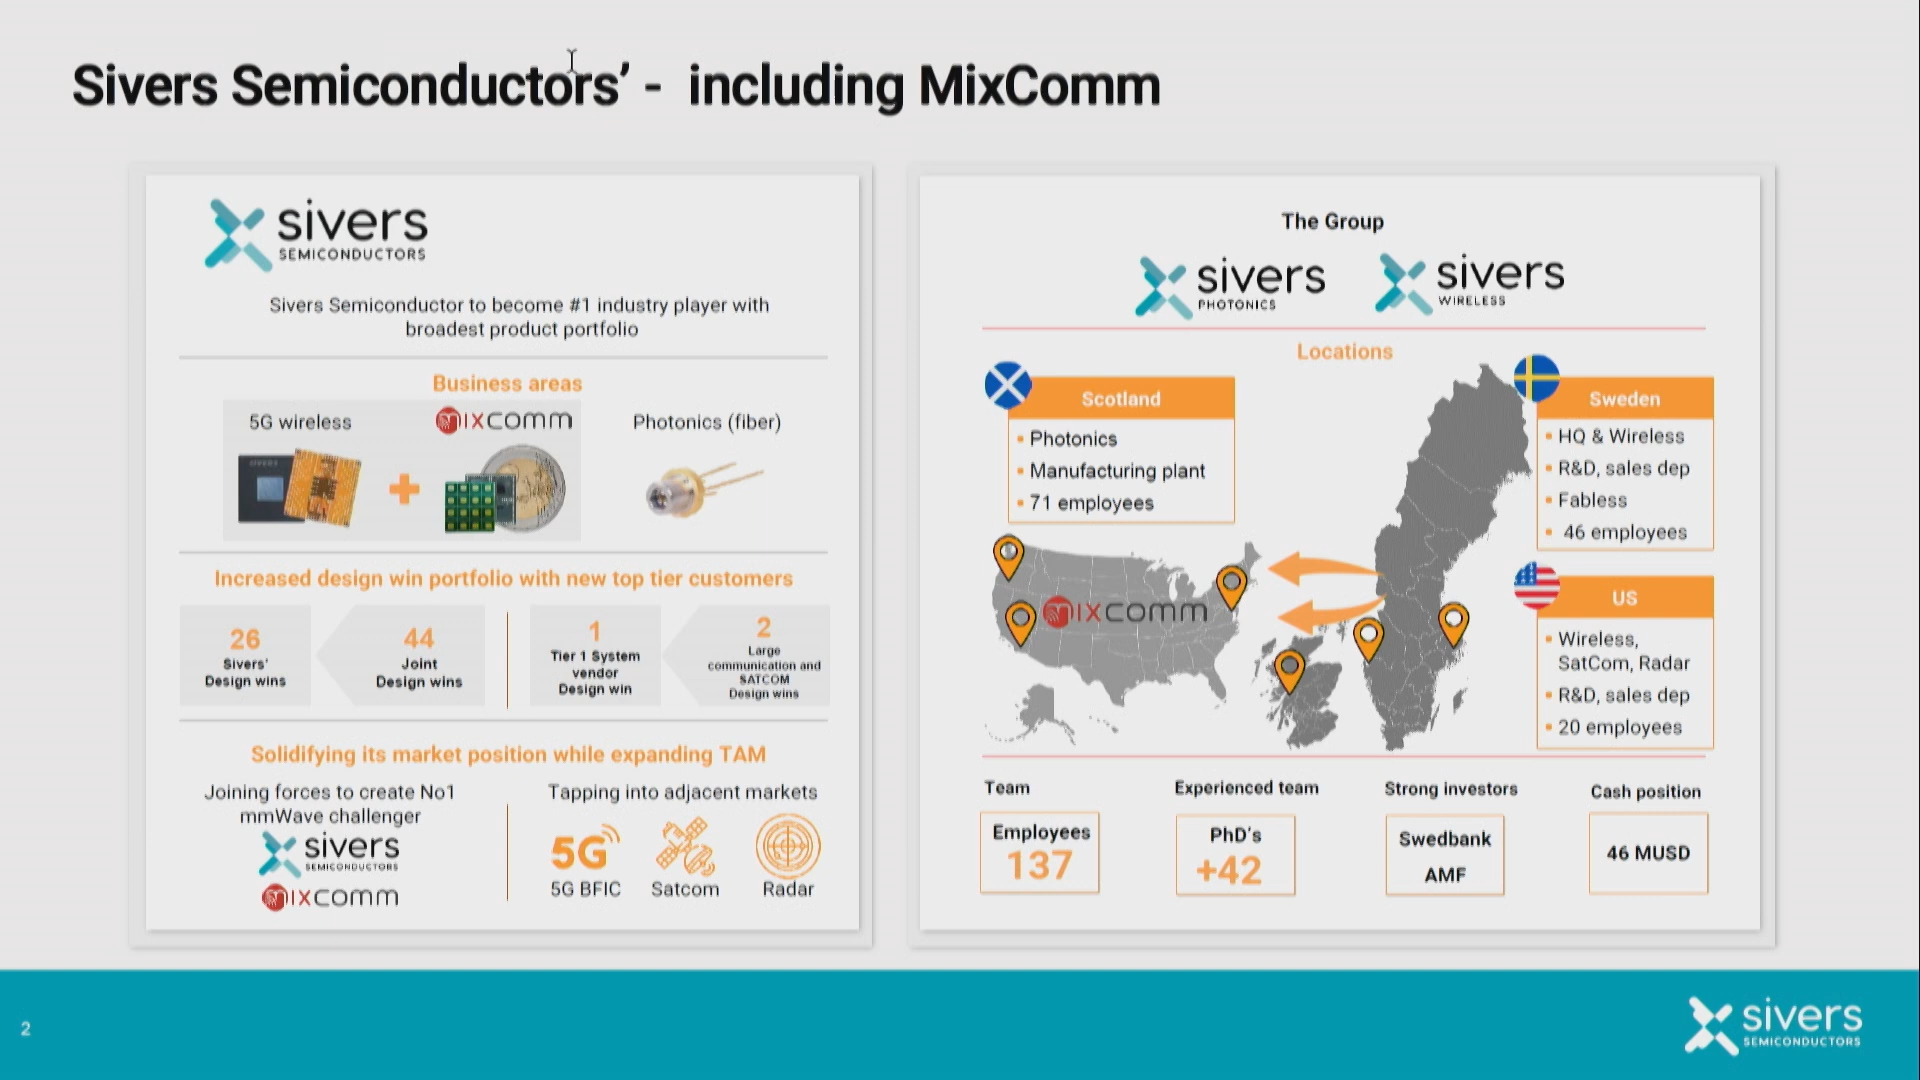 Sivers Semiconductors’ - including MixComm
sivers
SEMICONDUCTORS
Sivers Semiconductor to become #1 industry player with
broadest product portfolio
Business areas
5G wireless
MIXCOMM
Photonics (fiber)
SIVERS
+
Increased design win portfolio with new top tier customers
26
Sivers'
Design wins
44
Joint
Design wins
1
Tier 1 System
vendor
Design win
2
Large
communication and
SATCOM
Design wins
Solidifying its market position while expanding TAM
Joining forces to create No1
mmWave challenger
sivers
SEMICONDUCTORS
MIXCOMM
Tapping into adjacent markets
5G
5G BFIC
Satcom
Radar
The Group
sivers
PHOTONICS
sivers
WIRELESS
Locations
Scotland
▪ Photonics
▪ Manufacturing plant
▪ 71 employees
Sweden
▪ HQ & Wireless
▪ R&D, sales dep
▪ Fabless
▪ 46 employees
MIXCOMM
US
▪ Wireless,
SatCom, Radar
▪ R&D, sales dep
▪ 20 employees
Team
Employees
137
Experienced team
PhD's
+42
Strong investors
Swedbank
AMF
Cash position
46 MUSD
2
sivers
SEMICONDUCTORS